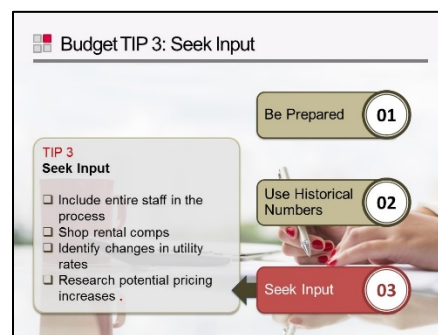 Budget TIP 3: Seek Input
Be Prepared
01
TIP 3
Seek Input
❑ Include entire staff in the
process
❑ Shop rental comps
❑ Identify changes in utility
rates
❑ Research potential pricing
increases .
Use Historical
Numbers
02
Seek Input
03